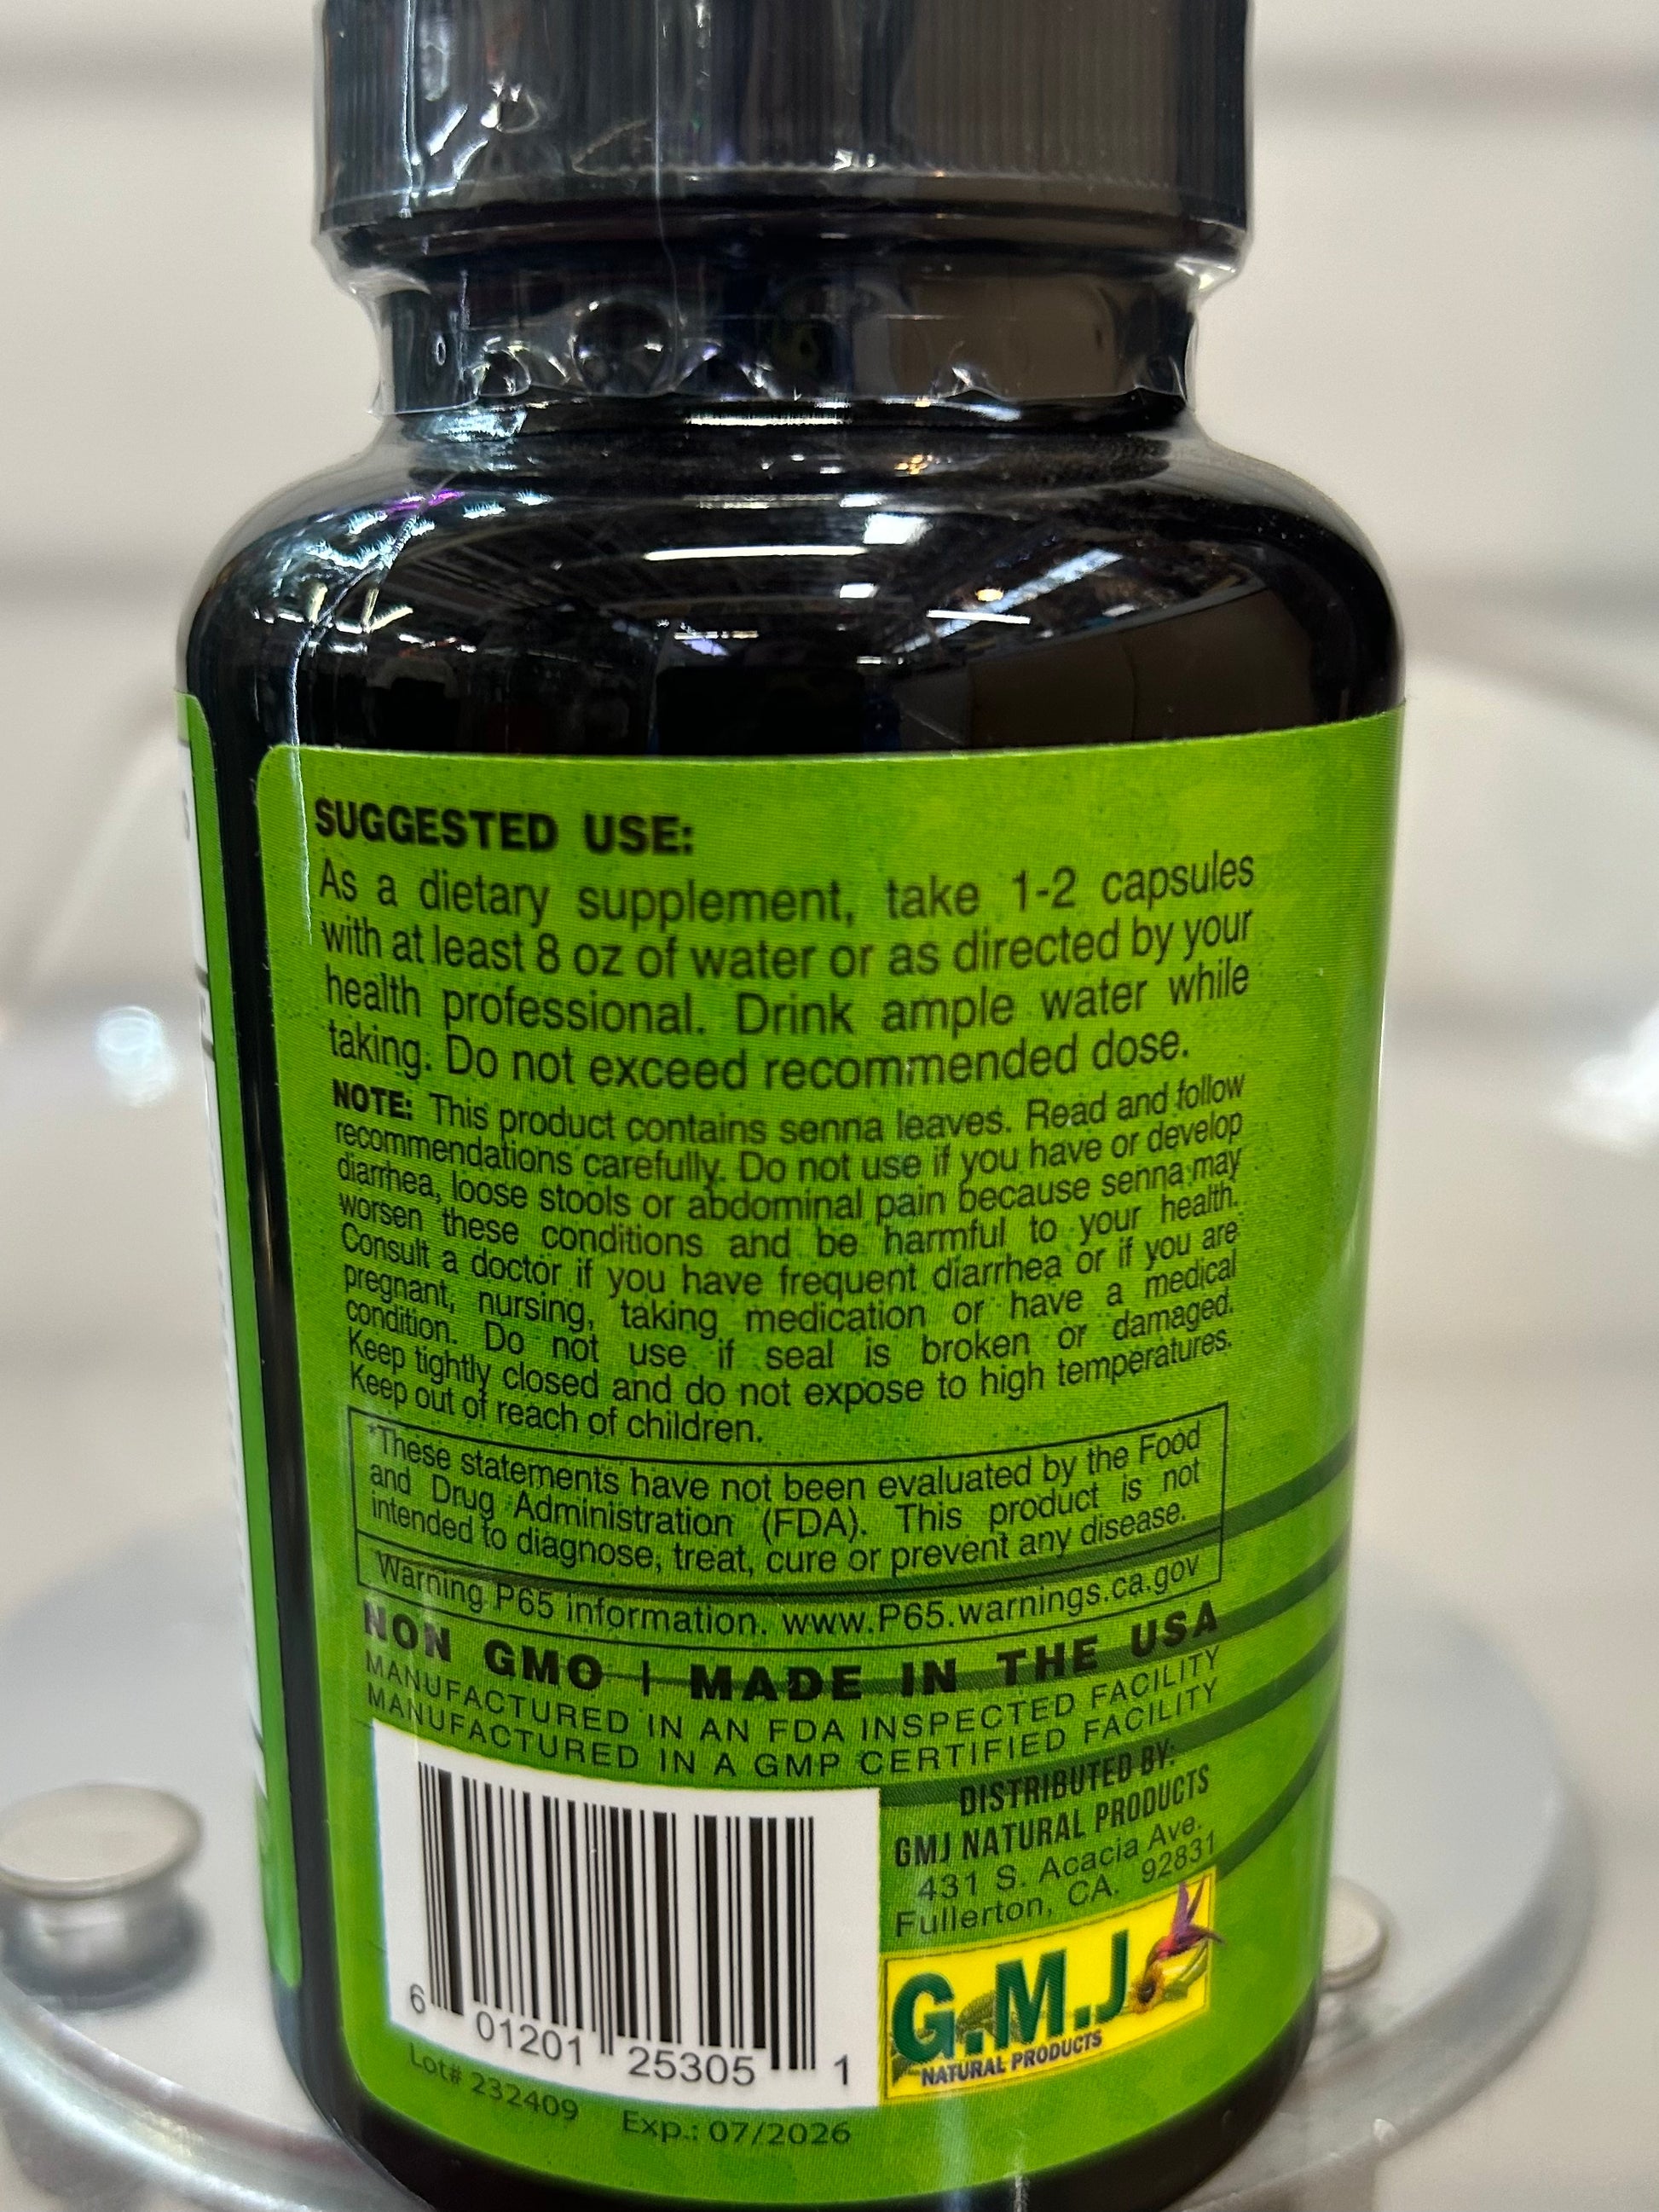 SUGGESTED USE:
As a dietary supplement, take 1-2 capsules
with at least 8 oz of water or as directed by your
health professional. Drink ample water while
taking. Do not exceed recommended dose.
NOTE: This product contains senna leaves. Read and follow
recommendations carefully. Do not use if you have or develop
diarrhea, loose stools or abdominal pain because senna may
worsen these conditions and be harmful to your health.
Consult a doctor if you have frequent diarrhea or if you are
pregnant, nursing, taking medication or have a medical
condition. Do not use if seal is broken or damaged.
Keep tightly closed and do not expose to high temperatures.
Keep out of reach of children.
*These statements have not been evaluated by the Food
and Drug Administration (FDA). This product is not
intended to diagnose, treat, cure or prevent any disease.
Warning P65 information. www.P65.warnings.ca.gov
NON GMO | MADE IN THE USA
MANUFACTURED IN AN FDA INSPECTED FACILITY
MANUFACTURED IN A GMP CERTIFIED FACILITY
DISTRIBUTED BY:
GMJ NATURAL PRODUCTS
431 S. Acacia Ave.
Fullerton, CA. 92831
G.M.J
NATURAL PRODUCTS
6 01201 25305 1
Lot# 232409 Exp.: 07/2026